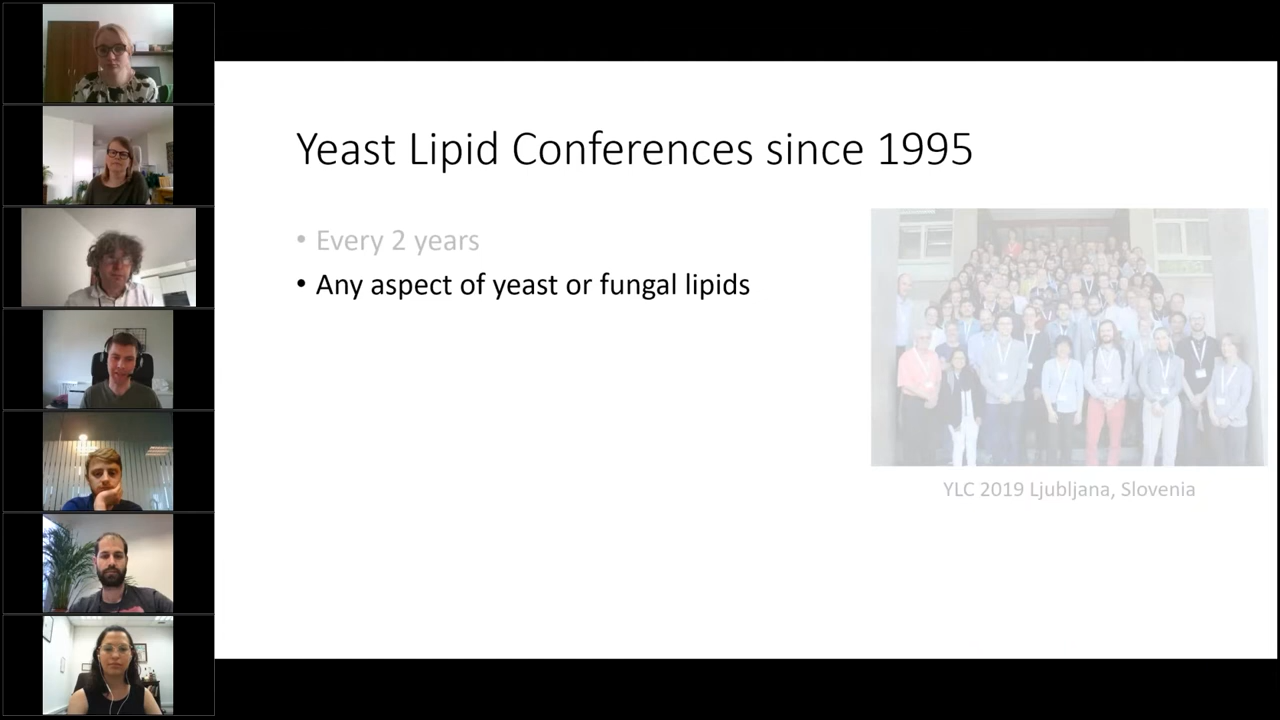 Yeast Lipid Conferences since 1995
• Every 2 years
• Any aspect of yeast or fungal lipids
YLC 2019 Ljubljana, Slovenia